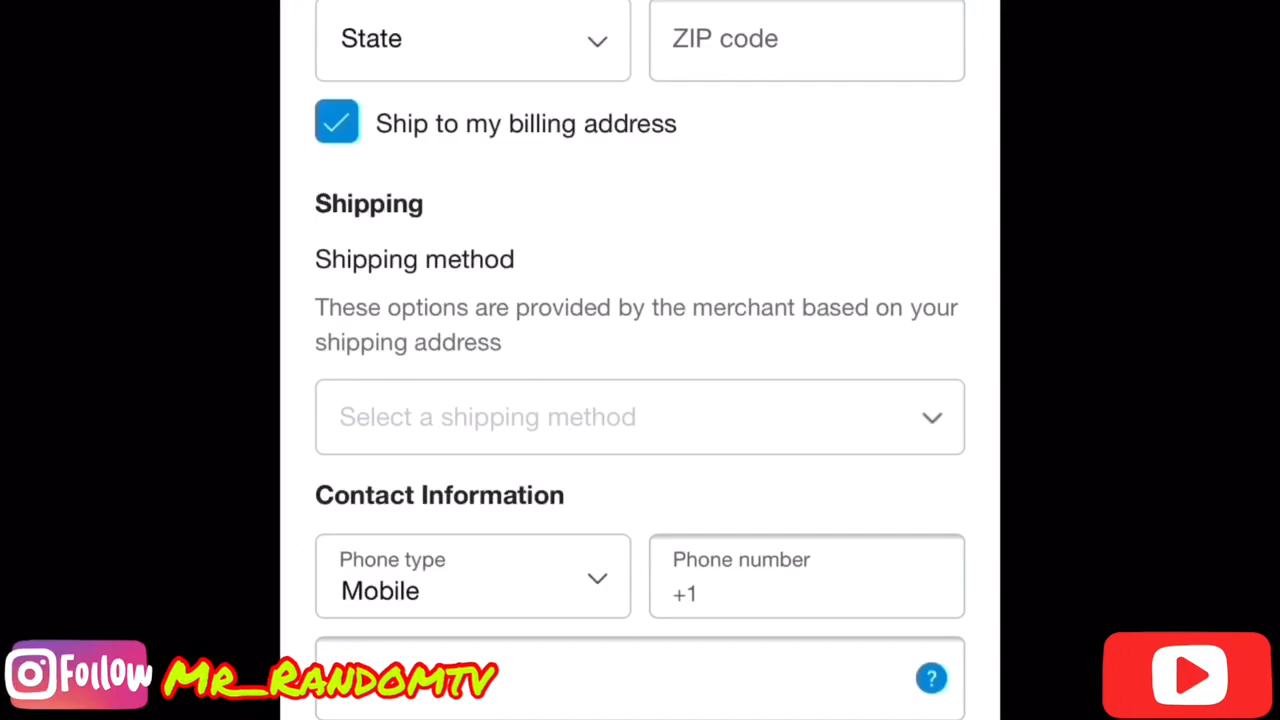 State
ZIP code
Ship to my billing address
Shipping
Shipping method
These options are provided by the merchant based on your
shipping address
Select a shipping method
Contact Information
Phone type
Mobile
Phone number
+1
?
Follow
Mr_Randomtv